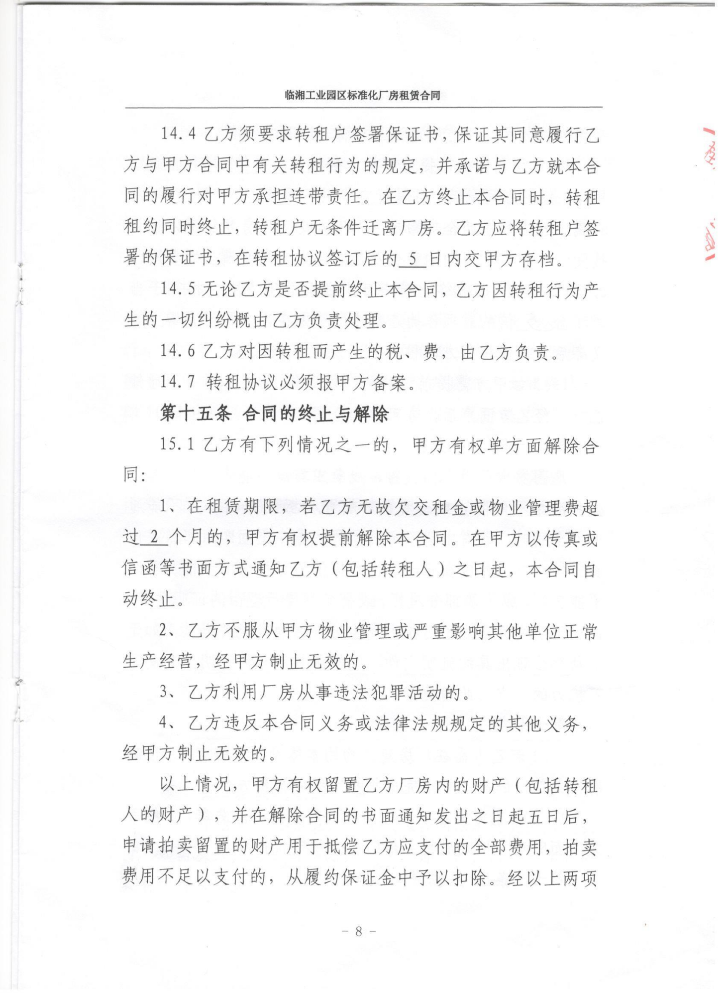 临湘工业园区标准化厂房租赁合同
14.4 乙方须要求转租户签署保证书，保证其同意履行乙
方与甲方合同中有关转租行为的规定，并承诺与乙方就本合
同的履行对甲方承担连带责任。在乙方终止本合同时，转租
租约同时终止，转租户无条件迁离厂房。乙方应将转租户签
署的保证书，在转租协议签订后的 5 日内交甲方存档。
14.5 无论乙方是否提前终止本合同，乙方因转租行为产
生的一切纠纷概由乙方负责处理。
14.6 乙方对因转租而产生的税、费，由乙方负责。
14.7 转租协议必须报甲方备案。
第十五条 合同的终止与解除
15.1 乙方有下列情况之一的，甲方有权单方面解除合
同：
1、在租赁期限，若乙方无故欠交租金或物业管理费超
过 2 个月的，甲方有权提前解除本合同。在甲方以传真或
信函等书面方式通知乙方（包括转租人）之日起，本合同自
动终止。
2、乙方不服从甲方物业管理或严重影响其他单位正常
生产经营，经甲方制止无效的。
3、乙方利用厂房从事违法犯罪活动的。
4、乙方违反本合同义务或法律法规规定的其他义务，
经甲方制止无效的。
以上情况，甲方有权留置乙方厂房内的财产（包括转租
人的财产），并在解除合同的书面通知发出之日起五日后，
申请拍卖留置的财产用于抵偿乙方应支付的全部费用，拍卖
费用不足以支付的，从履约保证金中予以扣除。经以上两项
- 8 -